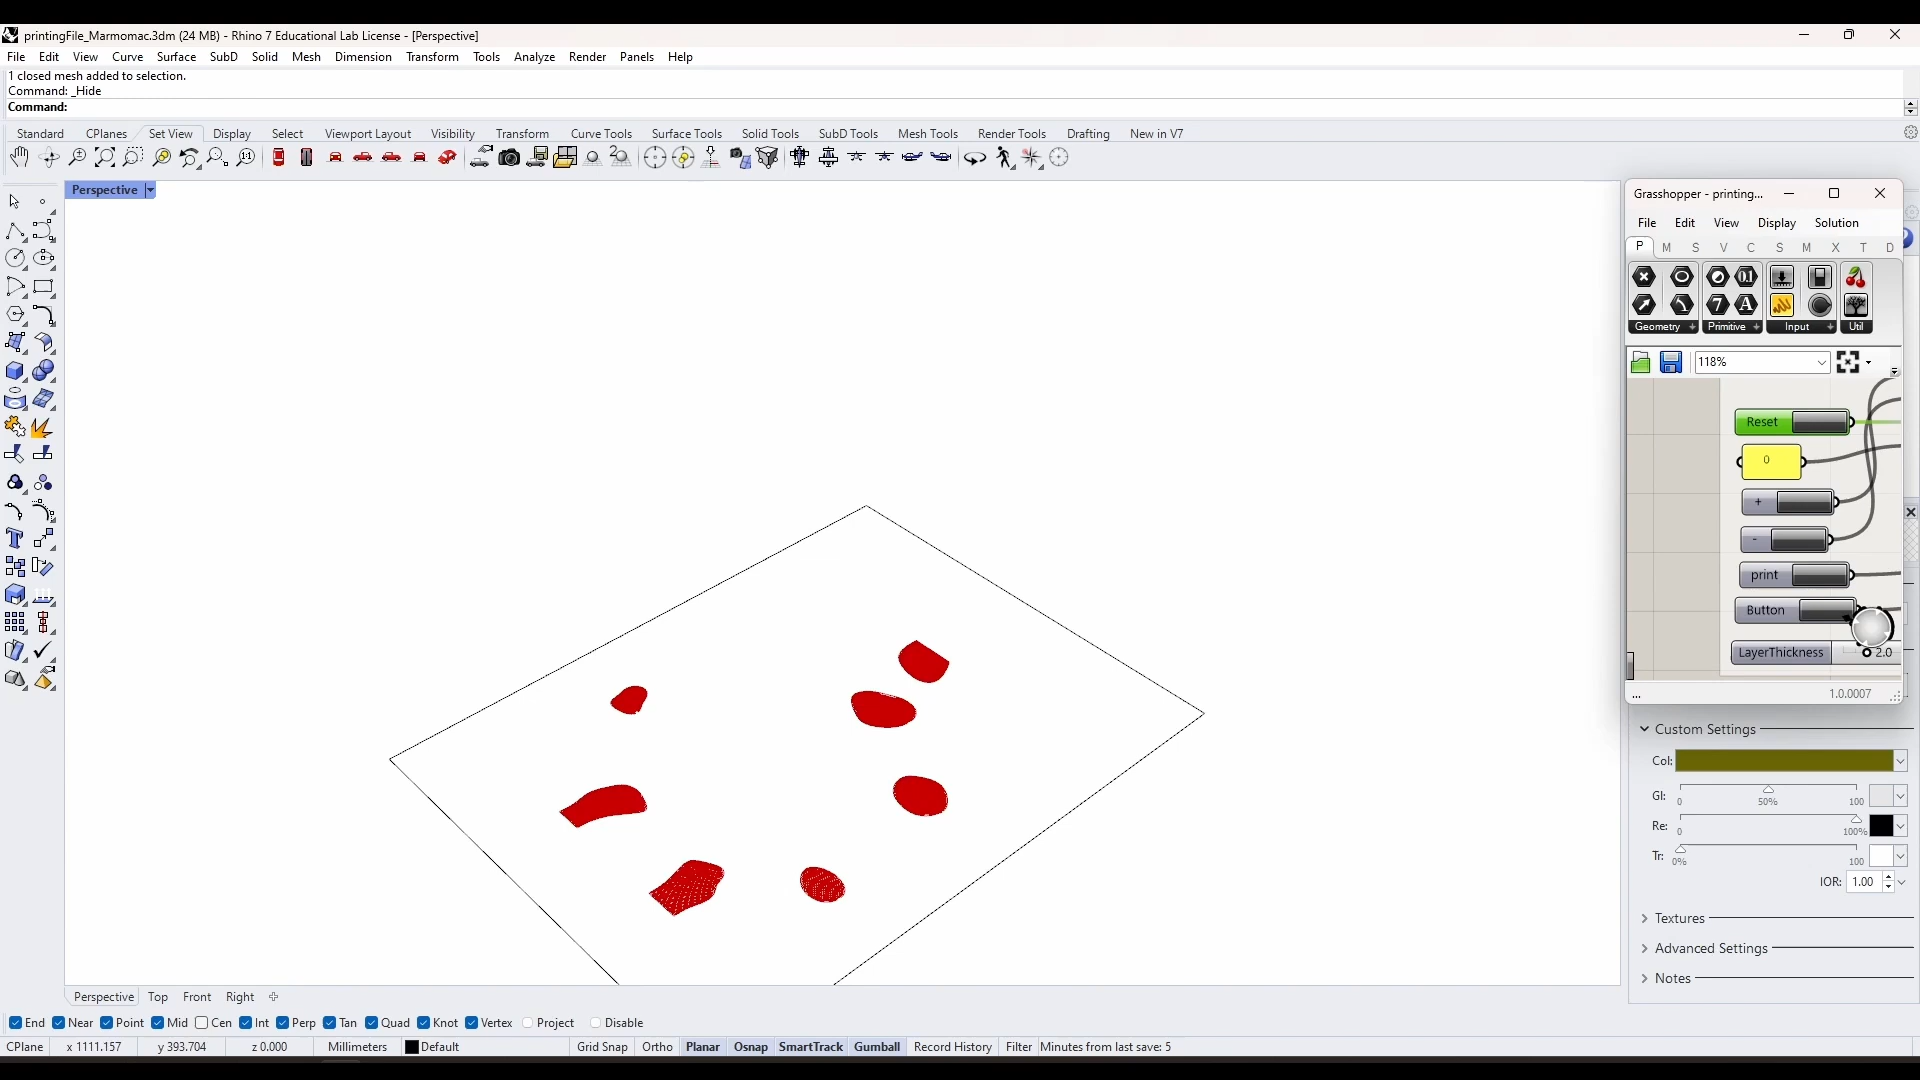 printingFile_Marmomac.3dm (24 MB) - Rhino 7 Educational Lab License - [Perspective]
File Edit View Curve Surface SubD Solid Mesh Dimension Transform Tools Analyze Render Panels Help
1 closed mesh added to selection.
Command: _Hide
Command:
Standard CPlanes Set View Display Select Viewport Layout Visibility Transform Curve Tools Surface Tools Solid Tools SubD Tools Mesh Tools Render Tools Drafting New in V7
Perspective
Grasshopper - printing...
File Edit View Display Solution
P M S V C S M X T D
Geometry Primitive Input Util
118%
Reset
0
+
-
print
Button
LayerThickness 2.0
... 1.0.0007
Custom Settings
Col:
Gl: 0 50% 100
Re: 0 100%
Tr: 0% 100
IOR: 1.00
Textures
Advanced Settings
Notes
Perspective Top Front Right
End Near Point Mid Cen Int Perp Tan Quad Knot Vertex Project Disable
CPlane x 1111.157 y 393.704 z 0.000 Millimeters Default Grid Snap Ortho Planar Osnap SmartTrack Gumball Record History Filter Minutes from last save: 5